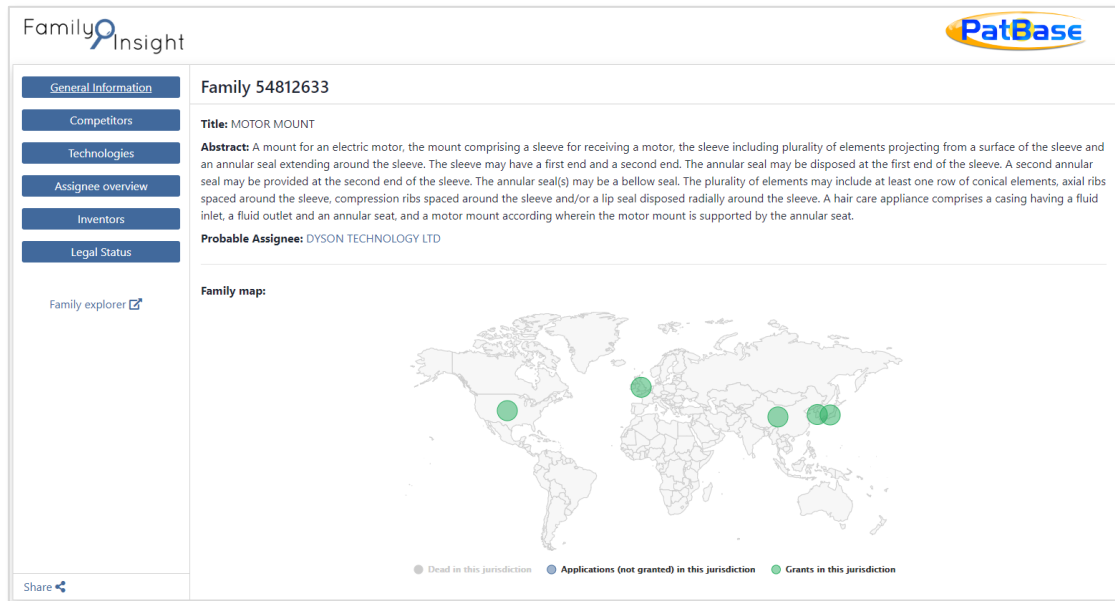 Family Insight
PatBase
General Information
Competitors
Technologies
Assignee overview
Inventors
Legal Status
Family explorer
Share
Family 54812633
Title: MOTOR MOUNT
Abstract: A mount for an electric motor, the mount comprising a sleeve for receiving a motor, the sleeve including plurality of elements projecting from a surface of the sleeve and
an annular seal extending around the sleeve. The sleeve may have a first end and a second end. The annular seal may be disposed at the first end of the sleeve. A second annular
seal may be provided at the second end of the sleeve. The annular seal(s) may be a bellow seal. The plurality of elements may include at least one row of conical elements, axial ribs
spaced around the sleeve, compression ribs spaced around the sleeve and/or a lip seal disposed radially around the sleeve. A hair care appliance comprises a casing having a fluid
inlet, a fluid outlet and an annular seat, and a motor mount according wherein the motor mount is supported by the annular seat.
Probable Assignee: DYSON TECHNOLOGY LTD
Family map:
Dead in this jurisdiction Applications (not granted) in this jurisdiction Grants in this jurisdiction